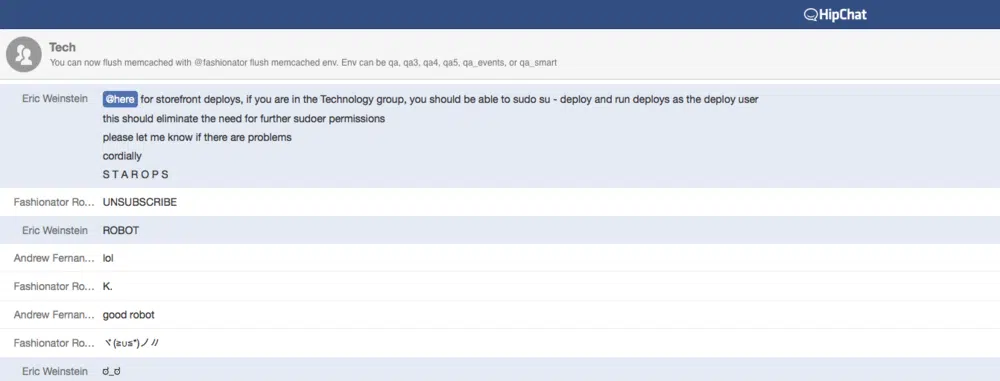 HipChat
Tech
You can now flush memcached with @fashionator flush memcached env. Env can be qa, qa3, qa4, qa5, qa_events, or qa_smart
Eric Weinstein @here for storefront deploys, if you are in the Technology group, you should be able to sudo su - deploy and run deploys as the deploy user
this should eliminate the need for further sudoer permissions
please let me know if there are problems
cordially
S T A R O P S
Fashionator Ro... UNSUBSCRIBE
Eric Weinstein ROBOT
Andrew Fernan... lol
Fashionator Ro... K.
Andrew Fernan... good robot
Fashionator Ro... ヾ(≧∪≦*)ノ〃
Eric Weinstein ಠ_ಠ